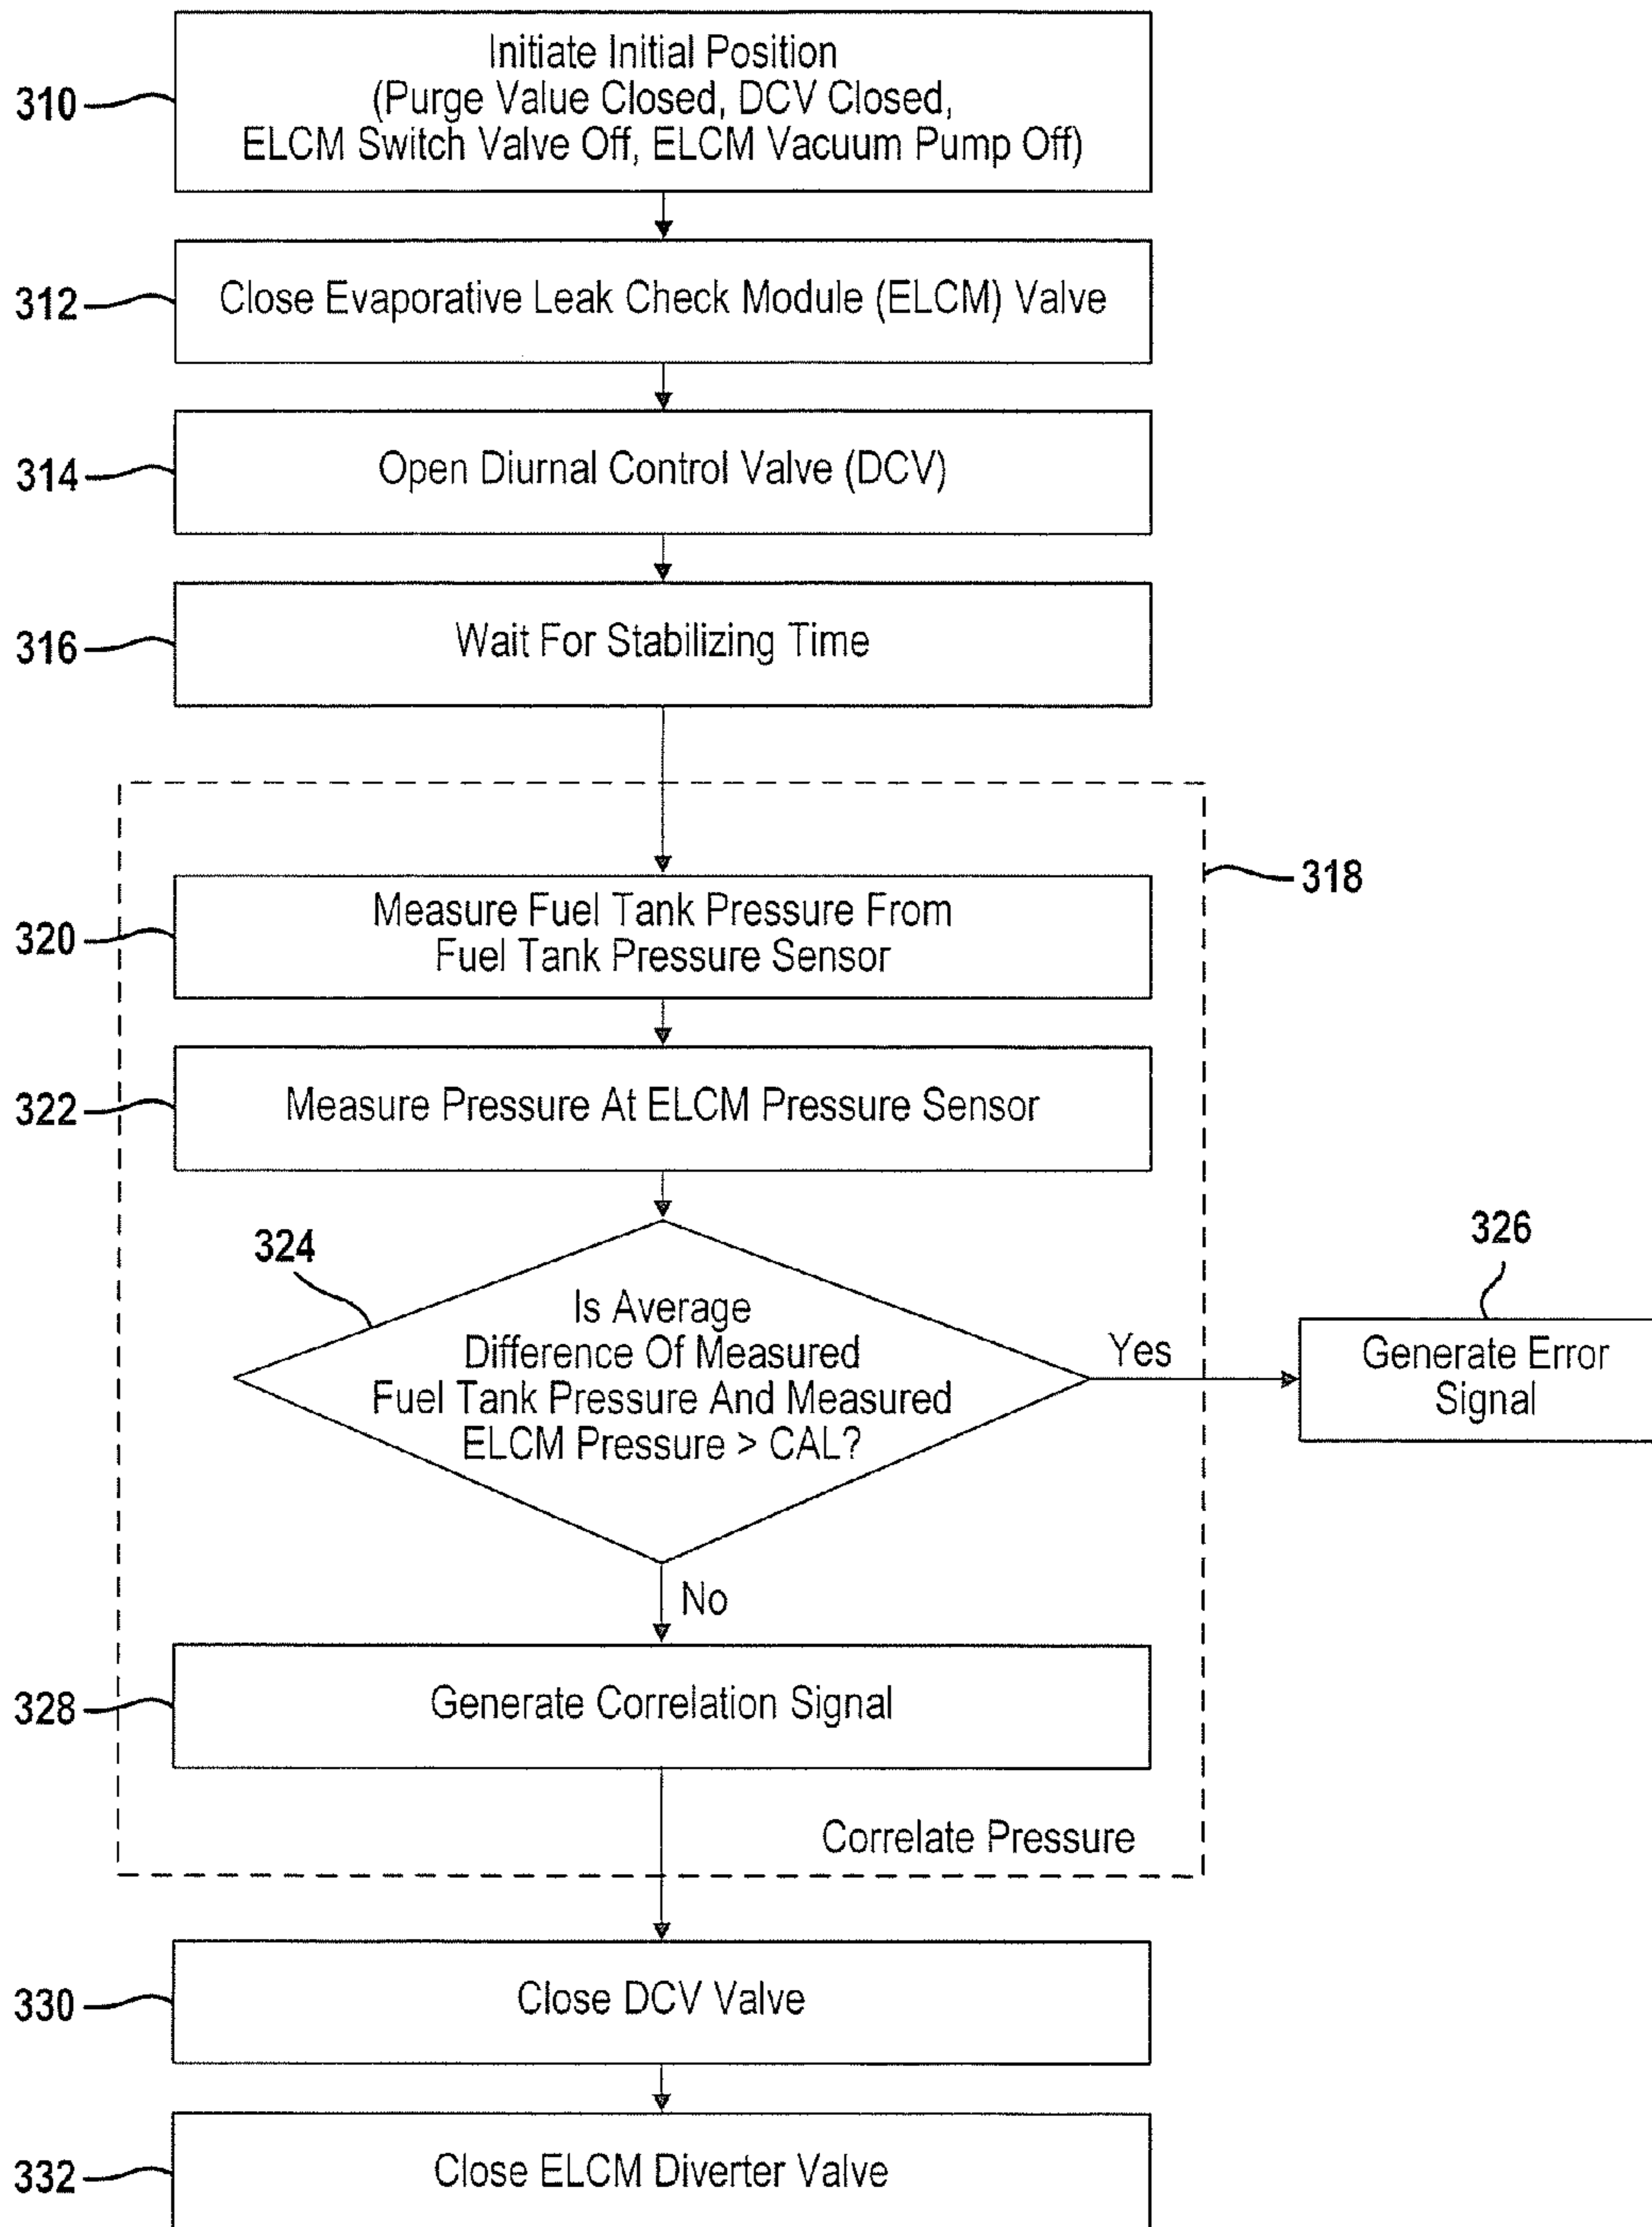 310
Initiate Initial Position
(Purge Value Closed, DCV Closed,
ELCM Switch Valve Off, ELCM Vacuum Pump Off)
312
Close Evaporative Leak Check Module (ELCM) Valve
314
Open Diurnal Control Valve (DCV)
316
Wait For Stabilizing Time
318
320
Measure Fuel Tank Pressure From
Fuel Tank Pressure Sensor
322
Measure Pressure At ELCM Pressure Sensor
324
Is Average
Difference Of Measured
Fuel Tank Pressure And Measured
ELCM Pressure > CAL?
Yes
326
Generate Error
Signal
No
328
Generate Correlation Signal
Correlate Pressure
330
Close DCV Valve
332
Close ELCM Diverter Valve